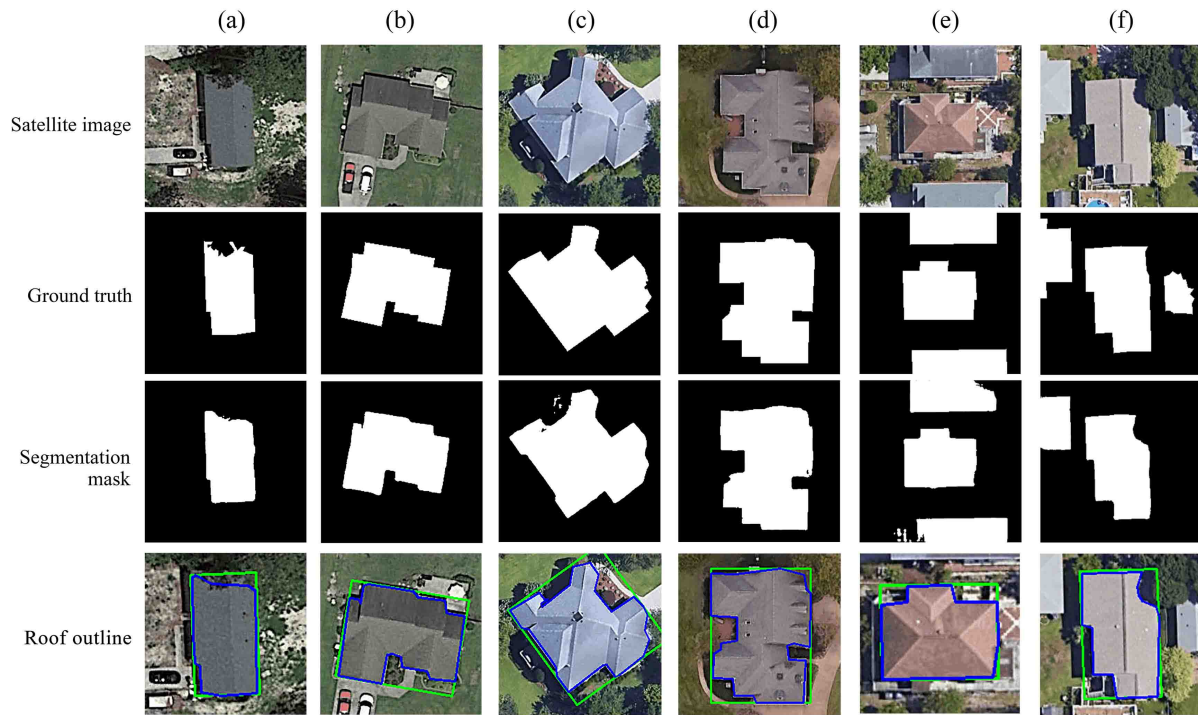 (a) (b) (c) (d) (e) (f)
Satellite image
Ground truth
Segmentation
mask
Roof outline